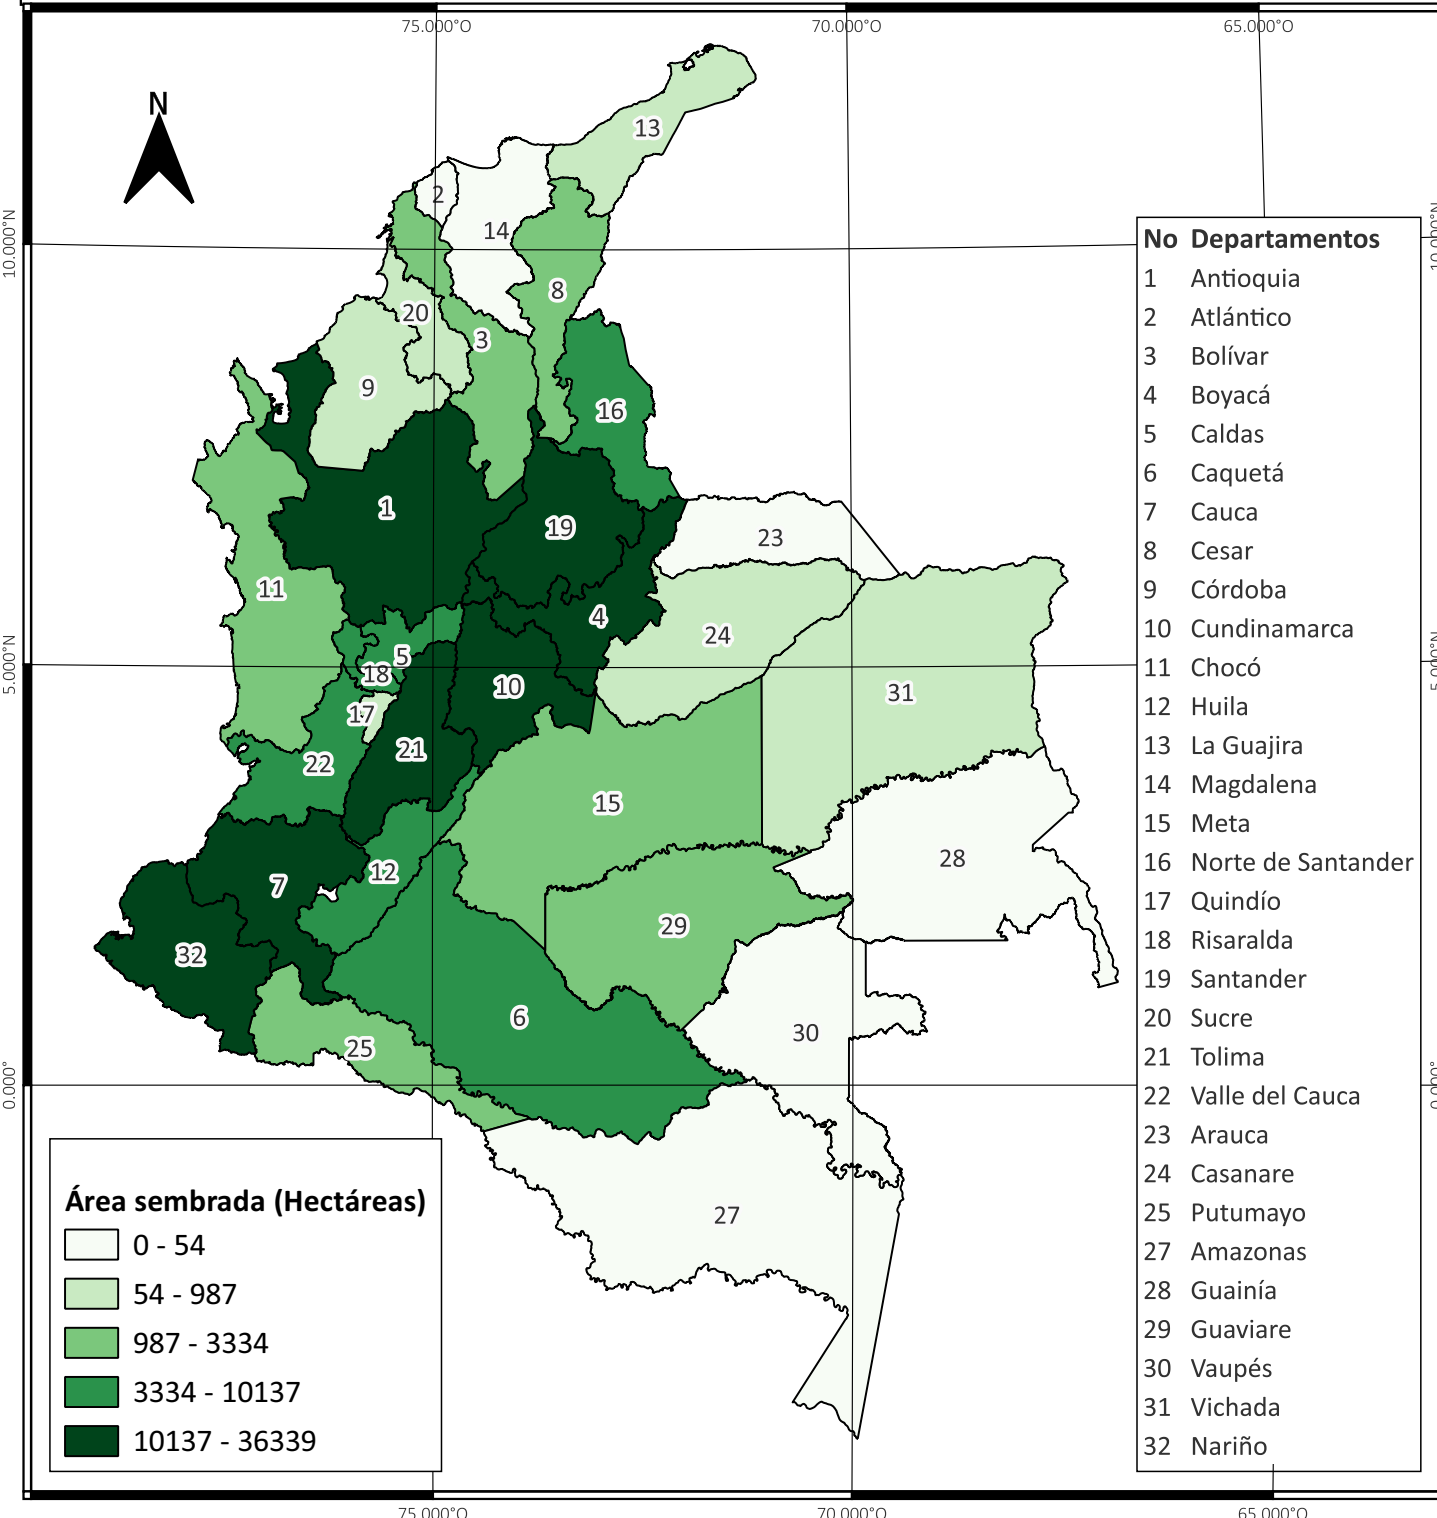 75.000°O 70.000°O 65.000°O
N
10.000°N
5.000°N
0.000°
10.000°N
5.000°N
0.000°
13
2
14
8
20
3
9
16
1
19
23
11
4
24
5
18
10
31
17
21
22
15
28
12
7
29
32
6
30
25
27
No Departamentos
1 Antioquia
2 Atlántico
3 Bolívar
4 Boyacá
5 Caldas
6 Caquetá
7 Cauca
8 Cesar
9 Córdoba
10 Cundinamarca
11 Chocó
12 Huila
13 La Guajira
14 Magdalena
15 Meta
16 Norte de Santander
17 Quindío
18 Risaralda
19 Santander
20 Sucre
21 Tolima
22 Valle del Cauca
23 Arauca
24 Casanare
25 Putumayo
27 Amazonas
28 Guainía
29 Guaviare
30 Vaupés
31 Vichada
32 Nariño
Área sembrada (Hectáreas)
0 - 54
54 - 987
987 - 3334
3334 - 10137
10137 - 36339
75.000°O 70.000°O 65.000°O